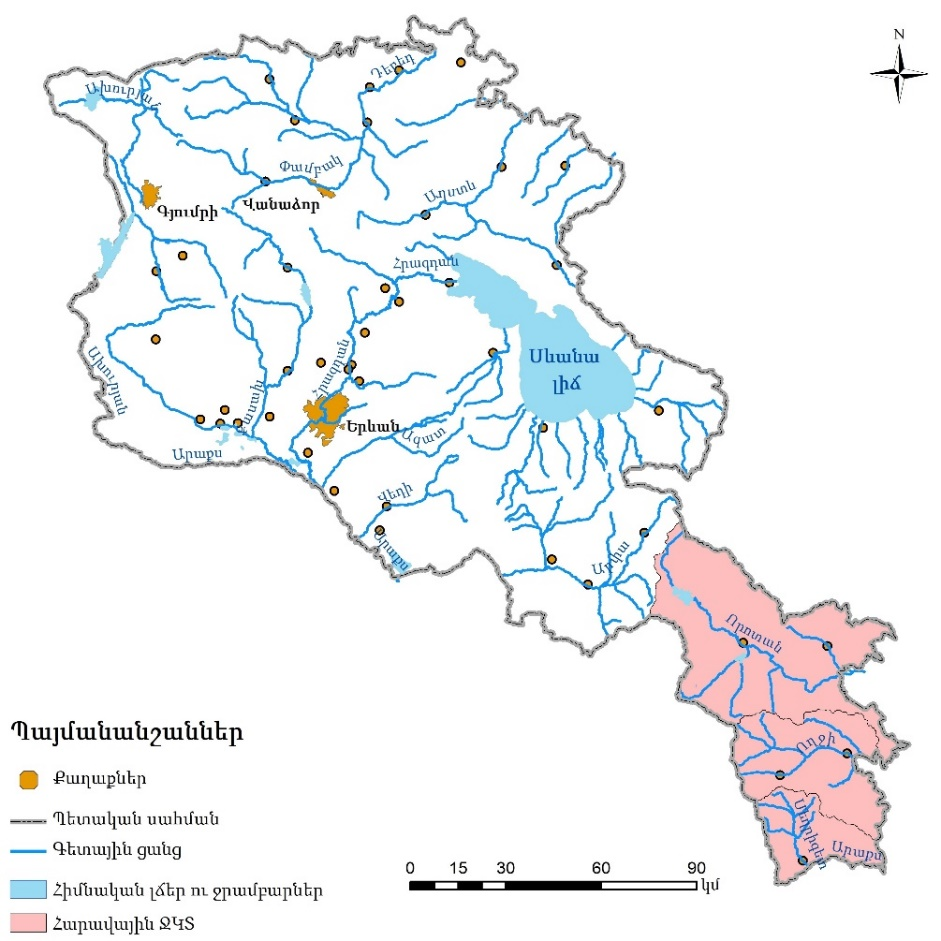 N
Դեբեդ
Ախուրյան
Փամբակ
Գյումրի
Վանաձոր
Աղստև
Հրազդան
Սևանա
լիճ
Ախուրյան
Քասախ
Հրազդան
Երևան
Ազատ
Արաքս
Վեդի
Արաքս
Արփա
Որոտան
Ողջի
Մեղրիգետ
Արաքս
Պայմանանշաններ
Քաղաքներ
Պետական սահման
Գետային ցանց
Հիմնական լճեր ու ջրամբարներ
Հարավային ՋԿՏ
0 15 30 60 90
կմ